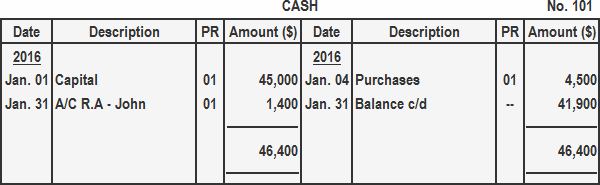 CASH No. 101
Date Description PR Amount ($) Date Description PR Amount ($)
2016 2016
Jan. 01 Capital 01 45,000 Jan. 04 Purchases 01 4,500
Jan. 31 A/C R.A - John 01 1,400 Jan. 31 Balance c/d -- 41,900
46,400 46,400